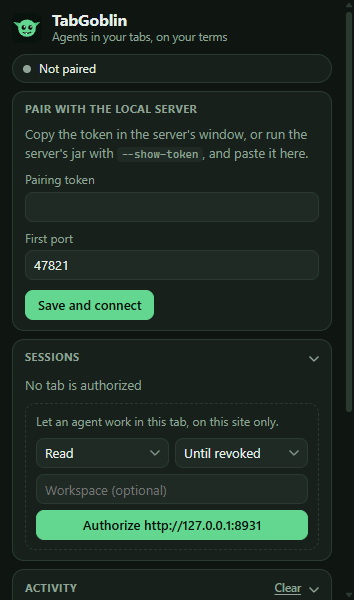 TabGoblin
Agents in your tabs, on your terms
Not paired
PAIR WITH THE LOCAL SERVER
Copy the token in the server's window, or run the
server's jar with --show-token, and paste it here.
Pairing token
First port
47821
Save and connect
SESSIONS
No tab is authorized
Let an agent work in this tab, on this site only.
Read
Until revoked
Workspace (optional)
Authorize http://127.0.0.1:8931
ACTIVITY
Clear